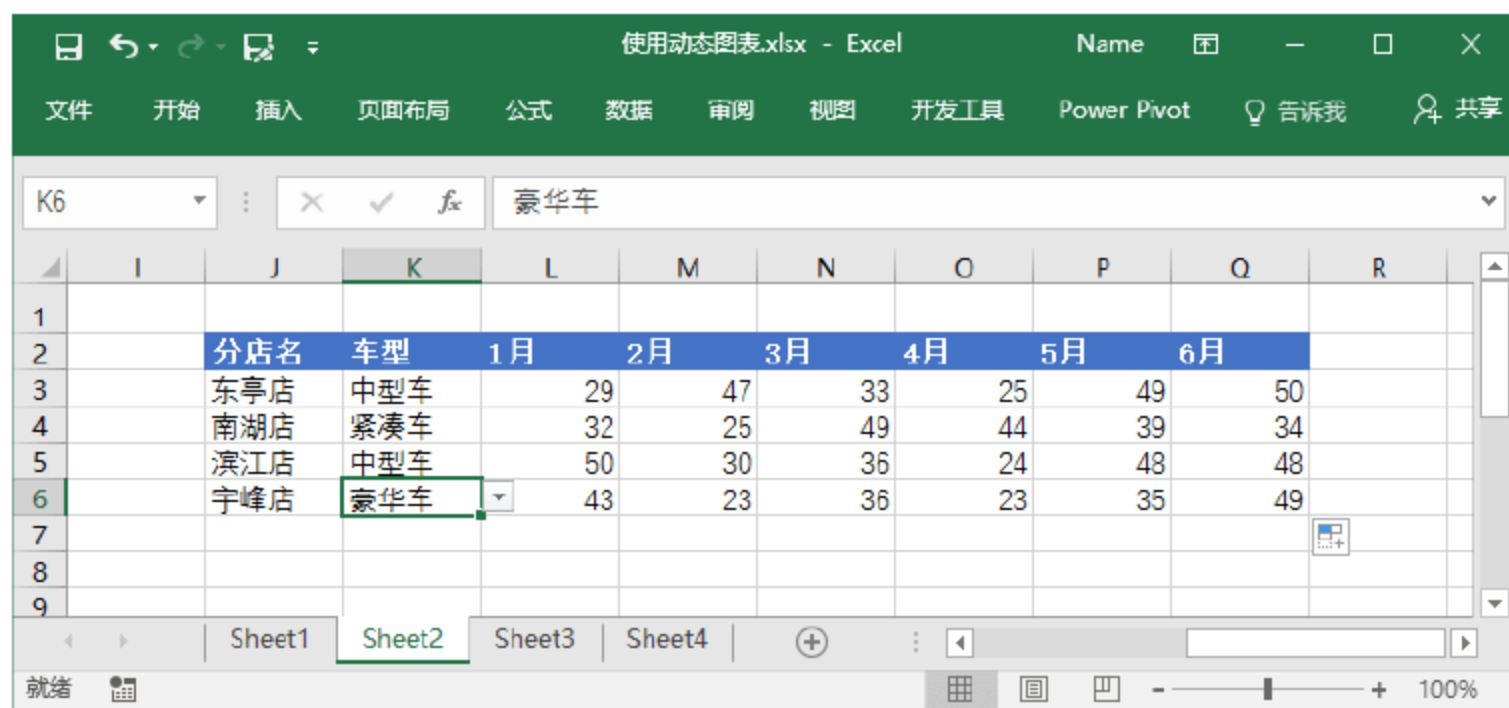 使用动态图表.xlsx - Excel Name
文件 开始 插入 页面布局 公式 数据 审阅 视图 开发工具 Power Pivot 告诉我 共享
K6 fx 豪华车
I J K L M N O P Q R
1
2 分店名 车型 1月 2月 3月 4月 5月 6月
3 东亭店 中型车 29 47 33 25 49 50
4 南湖店 紧凑车 32 25 49 44 39 34
5 滨江店 中型车 50 30 36 24 48 48
6 宇峰店 豪华车 43 23 36 23 35 49
7
8
9
Sheet1 Sheet2 Sheet3 Sheet4
就绪 100%